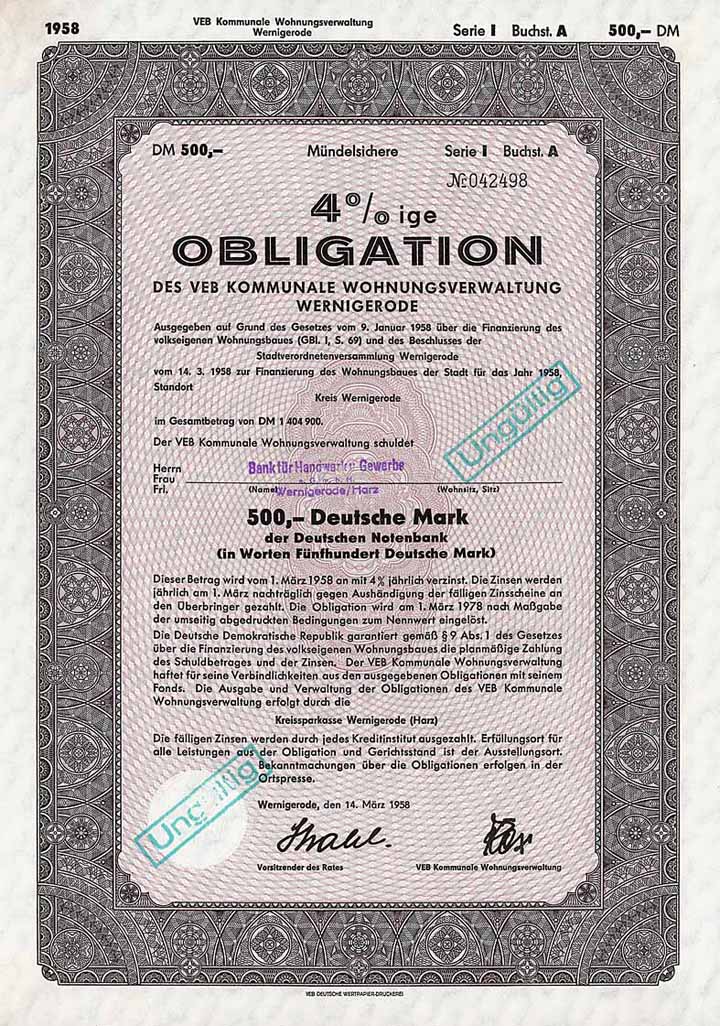 1958 VEB Kommunale Wohnungsverwaltung Serie I Buchst. A 500,– DM
Wernigerode
DM 500,– Mündelsichere Serie I Buchst. A
№ 042498
4% ige
OBLIGATION
DES VEB KOMMUNALE WOHNUNGSVERWALTUNG
WERNIGERODE
Ausgegeben auf Grund des Gesetzes vom 9. Januar 1958 über die Finanzierung des
volkseigenen Wohnungsbaues (GBl. I, S. 69) und des Beschlusses der
Stadtverordnetenversammlung Wernigerode
vom 14. 3. 1958 zur Finanzierung des Wohnungsbaues der Stadt für das Jahr 1958,
Standort
Kreis Wernigerode
im Gesamtbetrag von DM 1 404 900.
Ungültig
Der VEB Kommunale Wohnungsverwaltung schuldet
Herrn
Frau
Frl.
Bank für Handwerk u. Gewerbe
Wernigerode/Harz
(Name) (Wohnsitz, Sitz)
500,– Deutsche Mark
der Deutschen Notenbank
(in Worten Fünfhundert Deutsche Mark)
Dieser Betrag wird vom 1. März 1958 an mit 4% jährlich verzinst. Die Zinsen werden
jährlich am 1. März nachträglich gegen Aushändigung der fälligen Zinsscheine an
den Überbringer gezahlt. Die Obligation wird am 1. März 1978 nach Maßgabe
der umseitig abgedruckten Bedingungen zum Nennwert eingelöst.
Die Deutsche Demokratische Republik garantiert gemäß § 9 Abs. 1 des Gesetzes
über die Finanzierung des volkseigenen Wohnungsbaues die planmäßige Zahlung
des Schuldbetrages und der Zinsen. Der VEB Kommunale Wohnungsverwaltung
haftet für seine Verbindlichkeiten aus den ausgegebenen Obligationen mit seinem
Fonds. Die Ausgabe und Verwaltung der Obligationen des VEB Kommunale
Wohnungsverwaltung erfolgt durch die
Kreissparkasse Wernigerode (Harz)
Die fälligen Zinsen werden durch jedes Kreditinstitut ausgezahlt. Erfüllungsort für
alle Leistungen aus der Obligation und Gerichtsstand ist der Ausstellungsort.
Bekanntmachungen über die Obligationen erfolgen in der
Ortspresse.
Ungültig
Wernigerode, den 14. März 1958
Vorsitzender des Rates VEB Kommunale Wohnungsverwaltung
VEB DEUTSCHE WERTPAPIER-DRUCKEREI